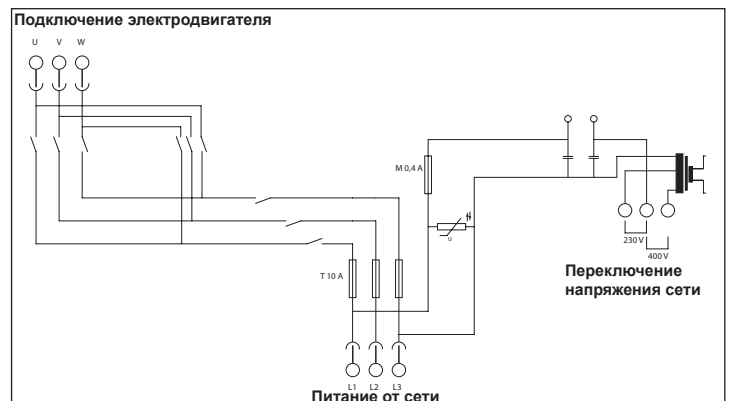 Подключение электродвигателя
U V W
M 0,4 A
U
230 V
400 V
T 10 A
Переключение
напряжения сети
L1 L2 L3
Питание от сети